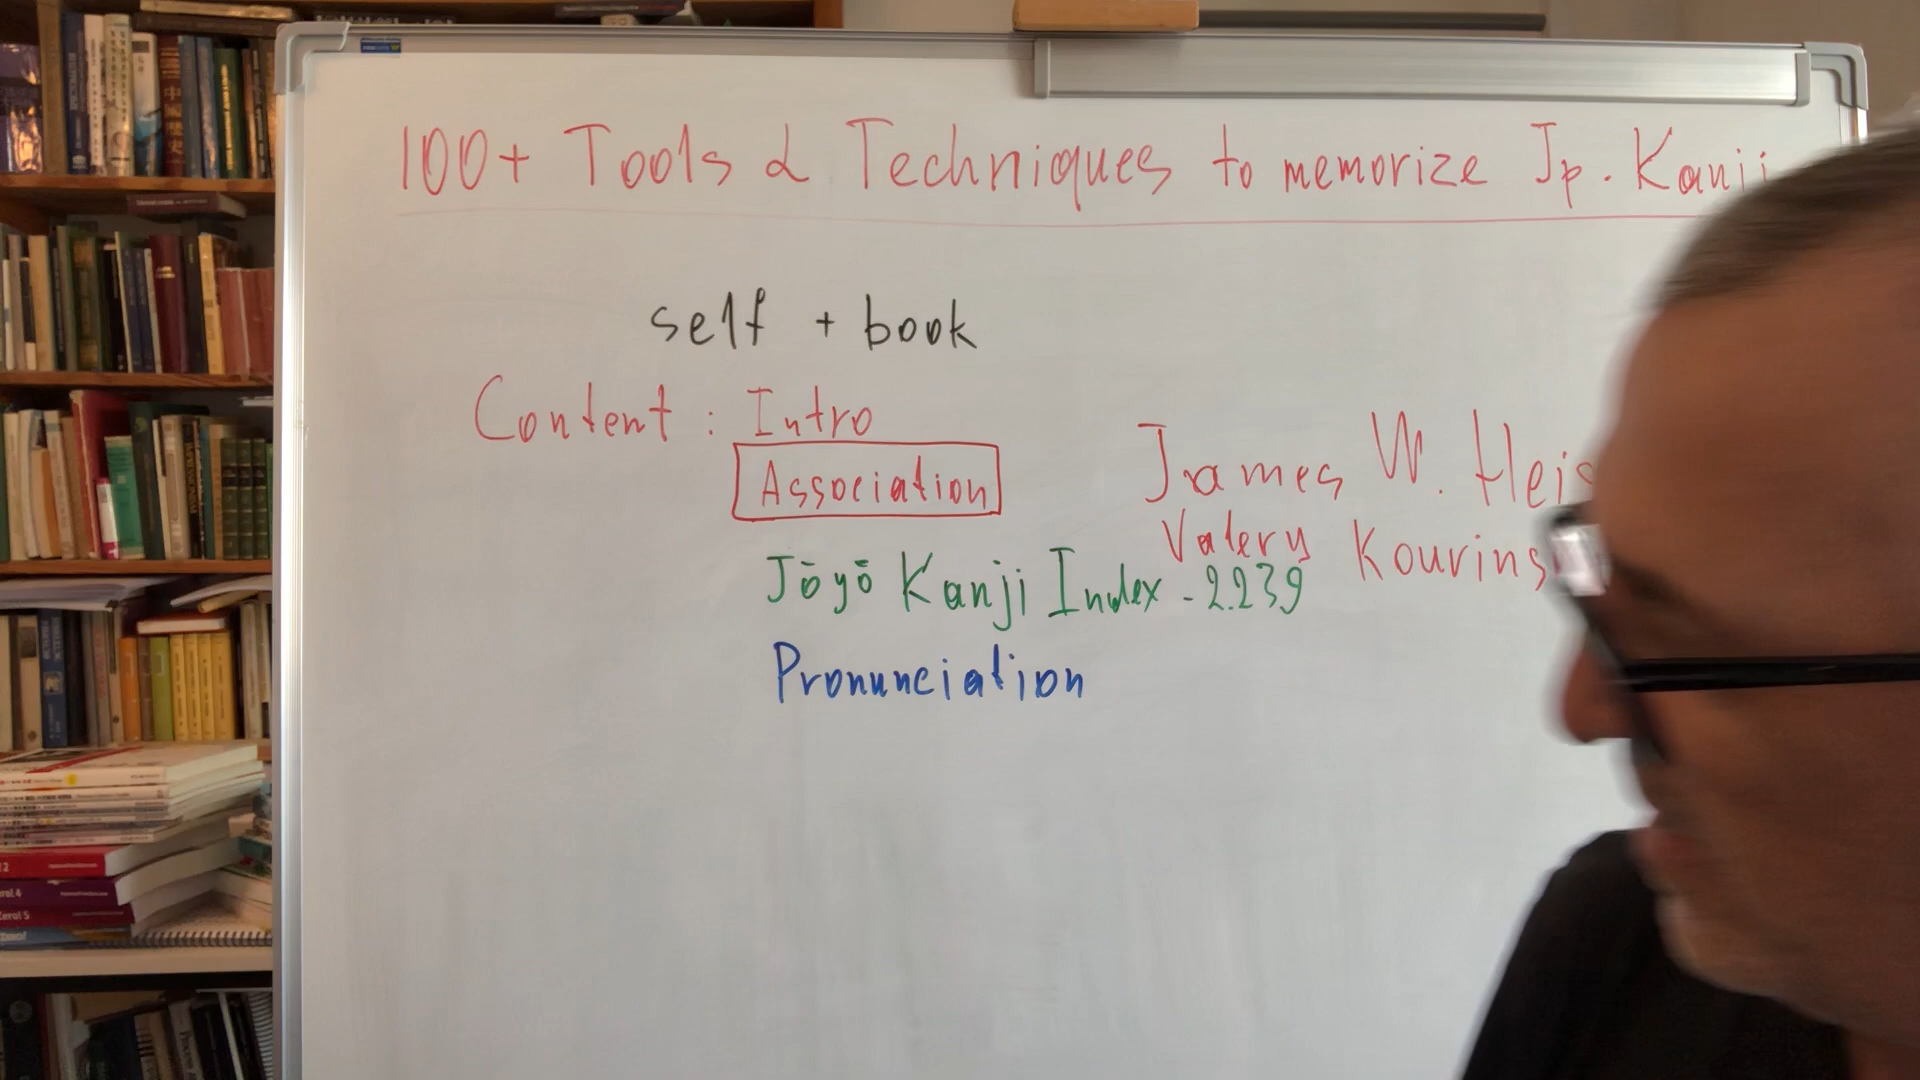 100+ Tools & Techniques to memorize Jp. Kanji
self + book
Content: Intro
Association
James W. Heis
Valery Kourins
Jōyō Kanji Index - 2.239
Pronunciation